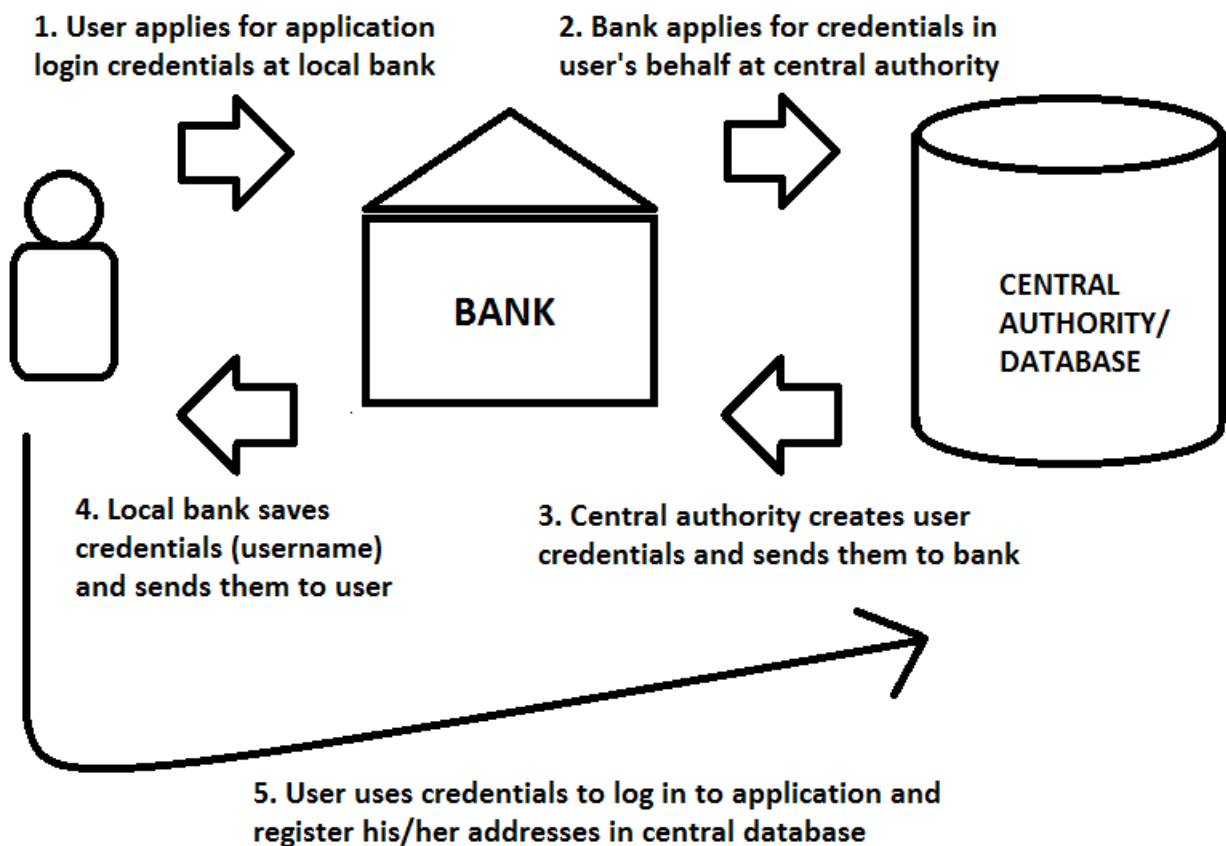 1. User applies for application
login credentials at local bank
2. Bank applies for credentials in
user's behalf at central authority
BANK
CENTRAL
AUTHORITY/
DATABASE
4. Local bank saves
credentials (username)
and sends them to user
3. Central authority creates user
credentials and sends them to bank
5. User uses credentials to log in to application and
register his/her addresses in central database